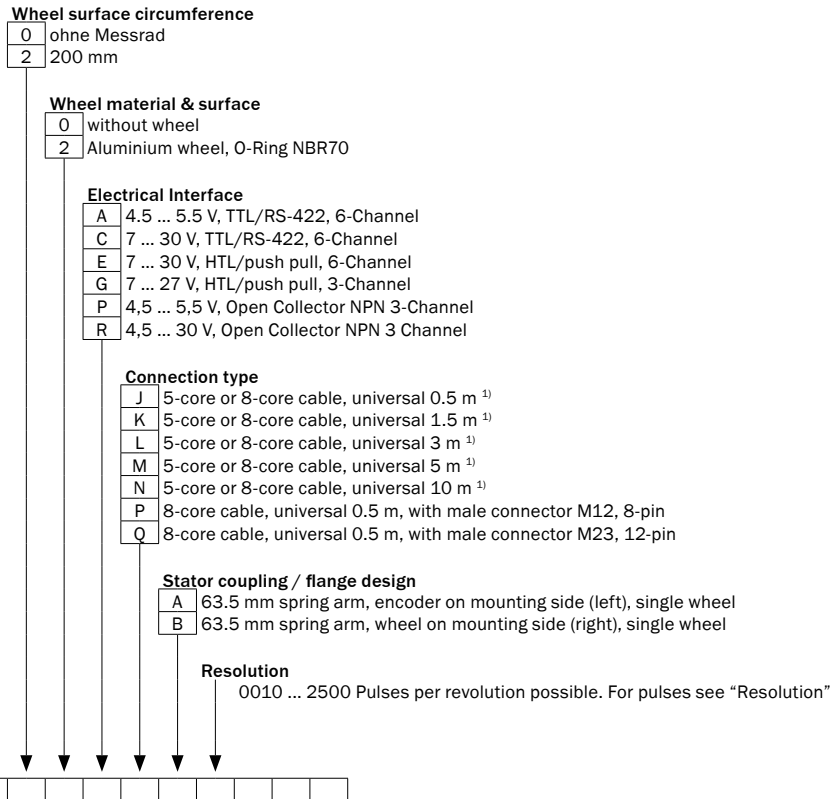 Wheel surface circumference
0 ohne Messrad
2 200 mm
Wheel material & surface
0 without wheel
2 Aluminium wheel, O-Ring NBR70
Electrical Interface
A 4.5 ... 5.5 V, TTL/RS-422, 6-Channel
C 7 ... 30 V, TTL/RS-422, 6-Channel
E 7 ... 30 V, HTL/push pull, 6-Channel
G 7 ... 27 V, HTL/push pull, 3-Channel
P 4,5 ... 5,5 V, Open Collector NPN 3-Channel
R 4,5 ... 30 V, Open Collector NPN 3 Channel
Connection type
J 5-core or 8-core cable, universal 0.5 m 1)
K 5-core or 8-core cable, universal 1.5 m 1)
L 5-core or 8-core cable, universal 3 m 1)
M 5-core or 8-core cable, universal 5 m 1)
N 5-core or 8-core cable, universal 10 m 1)
P 8-core cable, universal 0.5 m, with male connector M12, 8-pin
Q 8-core cable, universal 0.5 m, with male connector M23, 12-pin
Stator coupling / flange design
A 63.5 mm spring arm, encoder on mounting side (left), single wheel
B 63.5 mm spring arm, wheel on mounting side (right), single wheel
Resolution
0010 ... 2500 Pulses per revolution possible. For pulses see “Resolution”